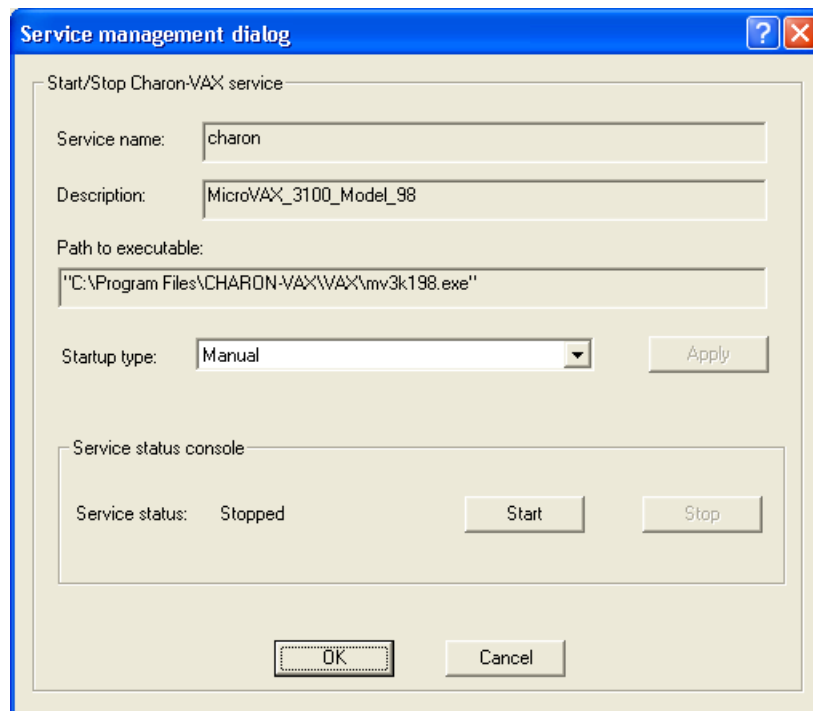 Service management dialog
Start/Stop Charon-VAX service
Service name: charon
Description: MicroVAX_3100_Model_98
Path to executable:
"C:\Program Files\CHARON-VAX\VAX\mv3k198.exe"
Startup type: Manual Apply
Service status console
Service status: Stopped Start Stop
OK Cancel